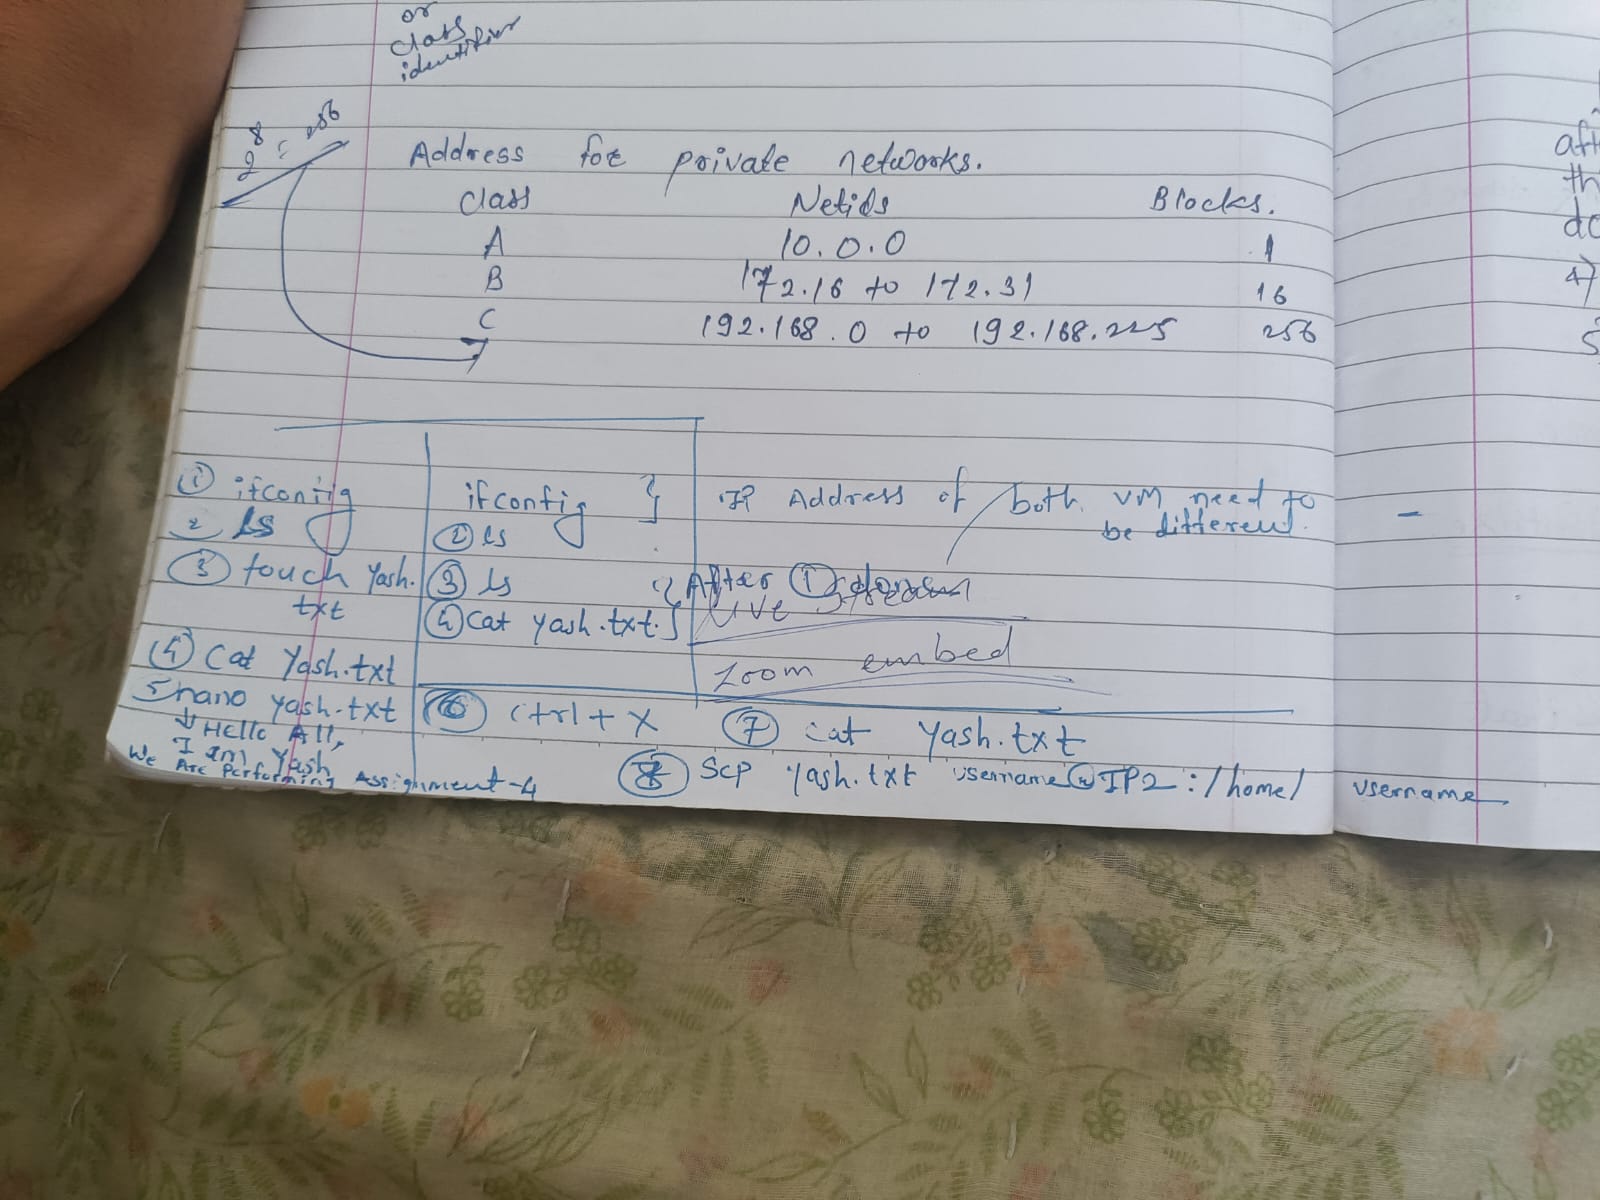 or
class
identifier
2^8 = 256
Address for private networks.
class Netids Blocks.
A 10.0.0 1
B 172.16 to 172.31 16
C 192.168.0 to 192.168.225 256
① ifconfig
2 ls
③ touch Yash.
txt
④ Cat Yash.txt
5 nano Yash.txt
↓ Hello All,
I am Yash
We Are Performing Assignment-4
ifconfig }
② ls
③ ls
④ Cat yash.txt. }
IP Address of both VM need to
be different.
{ After ①
Live
Zoom embed
⑥ Ctrl + X ⑦ cat Yash.txt
⑧ Scp Yash.txt username@IP2:/home/ username
aft
th
do
4)
5
-